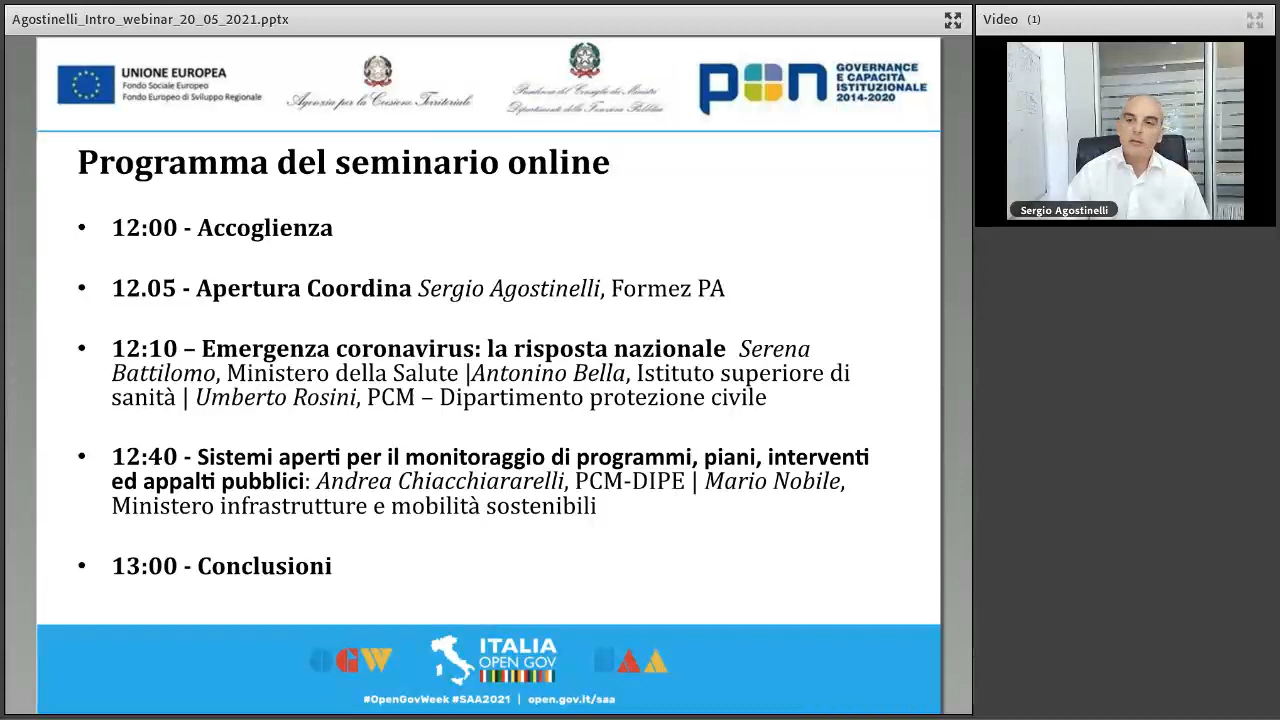 Agostinelli_Intro_webinar_20_05_2021.pptx
Video (1)
UNIONE EUROPEA
Fondo Sociale Europeo
Fondo Europeo di Sviluppo Regionale
Agenzia per la Coesione Territoriale
Presidenza del Consiglio dei Ministri
Dipartimento della Funzione Pubblica
pon
GOVERNANCE
E CAPACITÀ
ISTITUZIONALE
2014-2020
Sergio Agostinelli
Programma del seminario online
• 12:00 - Accoglienza
• 12.05 - Apertura Coordina Sergio Agostinelli, Formez PA
• 12:10 – Emergenza coronavirus: la risposta nazionale Serena
Battilomo, Ministero della Salute |Antonino Bella, Istituto superiore di
sanità | Umberto Rosini, PCM – Dipartimento protezione civile
• 12:40 - Sistemi aperti per il monitoraggio di programmi, piani, interventi
ed appalti pubblici: Andrea Chiacchiararelli, PCM-DIPE | Mario Nobile,
Ministero infrastrutture e mobilità sostenibili
• 13:00 - Conclusioni
OGW
ITALIA
OPEN GOV
SAA
#OpenGovWeek #SAA2021 | open.gov.it/saa